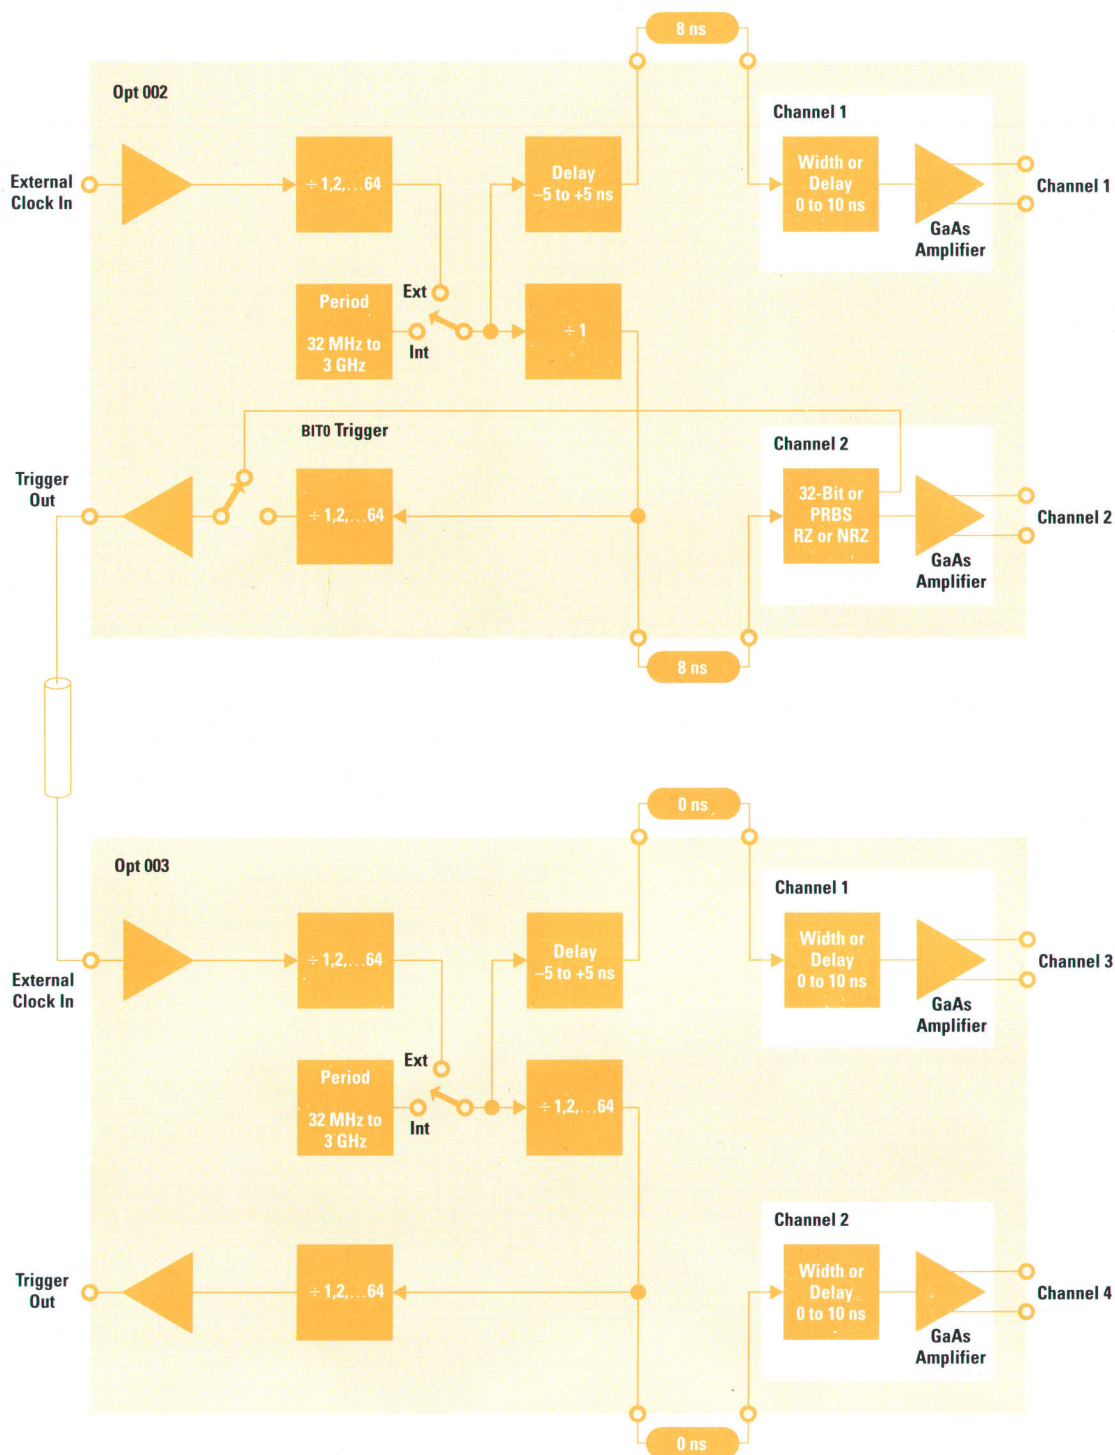 8 ns
Opt 002
Channel 1
External
Clock In
÷ 1,2,...64
Delay
–5 to +5 ns
Width or
Delay
0 to 10 ns
GaAs
Amplifier
Channel 1
Period
32 MHz to
3 GHz
Ext
Int
÷ 1
BIT0 Trigger
Trigger
Out
÷ 1,2,...64
Channel 2
32-Bit or
PRBS
RZ or NRZ
GaAs
Amplifier
Channel 2
8 ns
0 ns
Opt 003
Channel 1
External
Clock In
÷ 1,2,...64
Delay
–5 to +5 ns
Width or
Delay
0 to 10 ns
GaAs
Amplifier
Channel 3
Period
32 MHz to
3 GHz
Ext
Int
÷ 1,2,...64
Trigger
Out
÷ 1,2,...64
Channel 2
Width or
Delay
0 to 10 ns
GaAs
Amplifier
Channel 4
0 ns